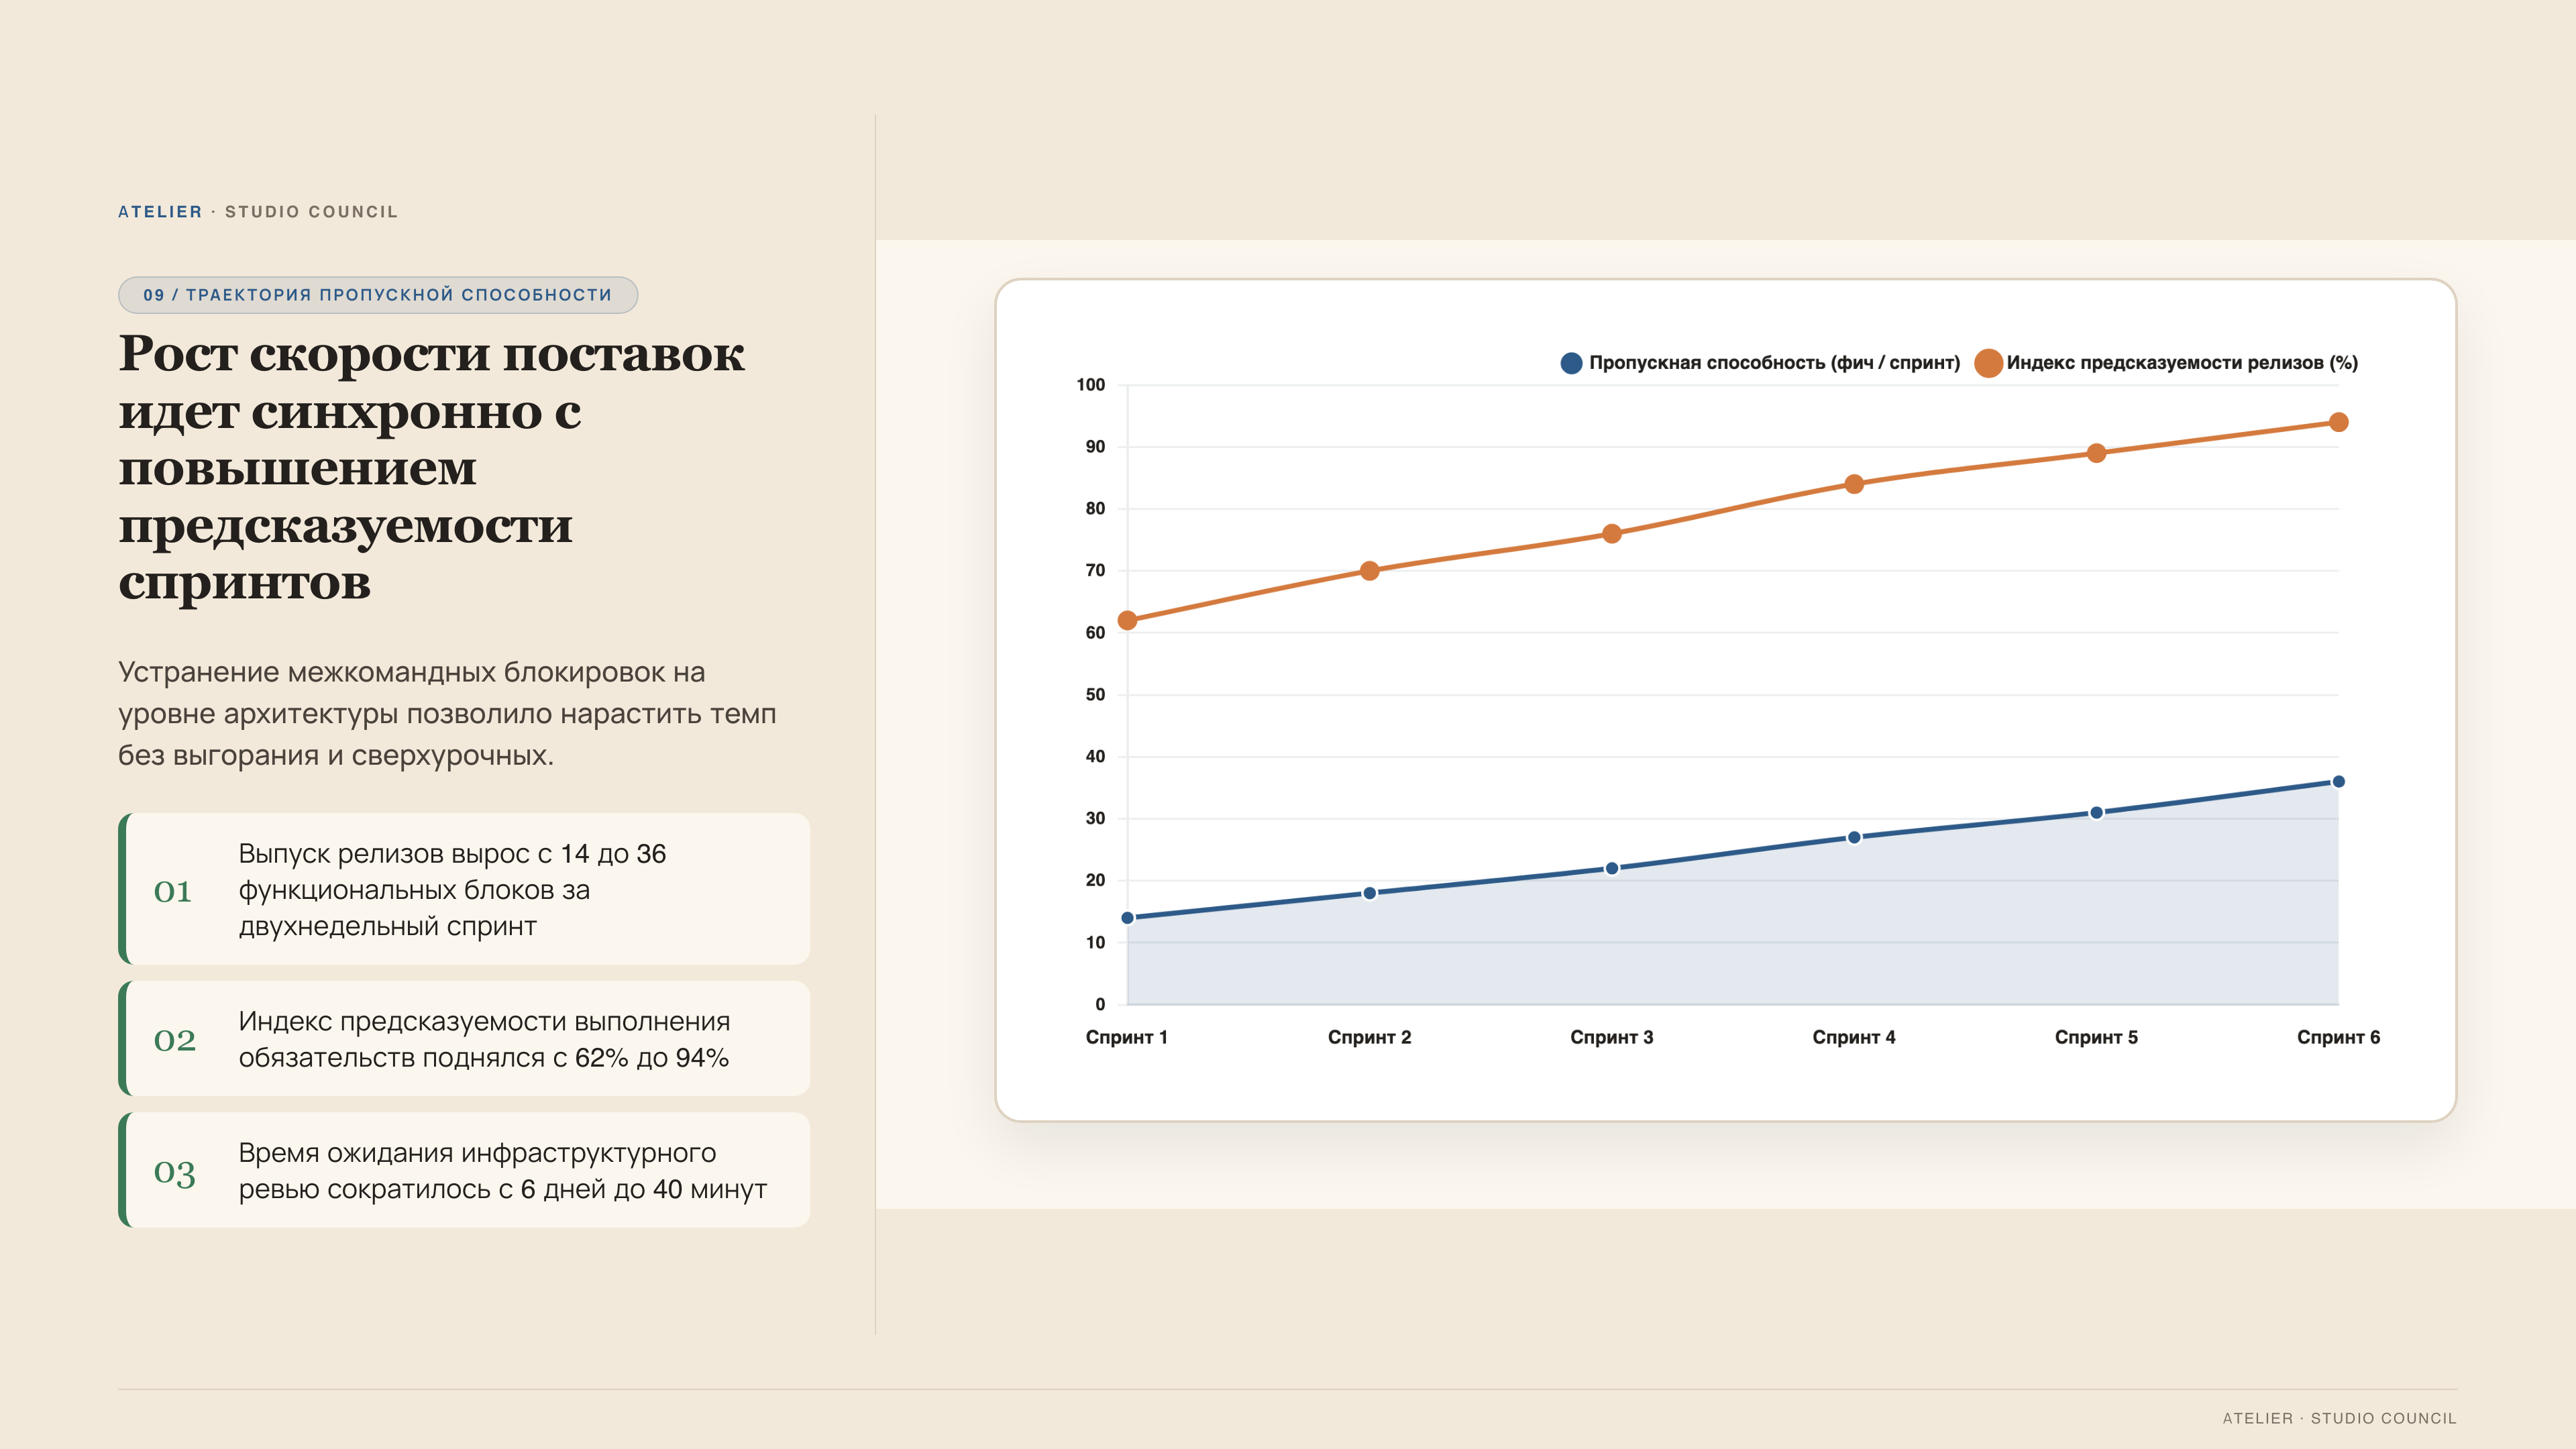 ATELIER · STUDIO COUNCIL
09 / ТРАЕКТОРИЯ ПРОПУСКНОЙ СПОСОБНОСТИ
Рост скорости поставок
идет синхронно с
повышением
предсказуемости
спринтов
Устранение межкомандных блокировок на
уровне архитектуры позволило нарастить темп
без выгорания и сверхурочных.
01
Выпуск релизов вырос с 14 до 36
функциональных блоков за
двухнедельный спринт
02
Индекс предсказуемости выполнения
обязательств поднялся с 62% до 94%
03
Время ожидания инфраструктурного
ревью сократилось с 6 дней до 40 минут
Пропускная способность (фич / спринт) Индекс предсказуемости релизов (%)
100
90
80
70
60
50
40
30
20
10
0
Спринт 1 Спринт 2 Спринт 3 Спринт 4 Спринт 5 Спринт 6
ATELIER · STUDIO COUNCIL